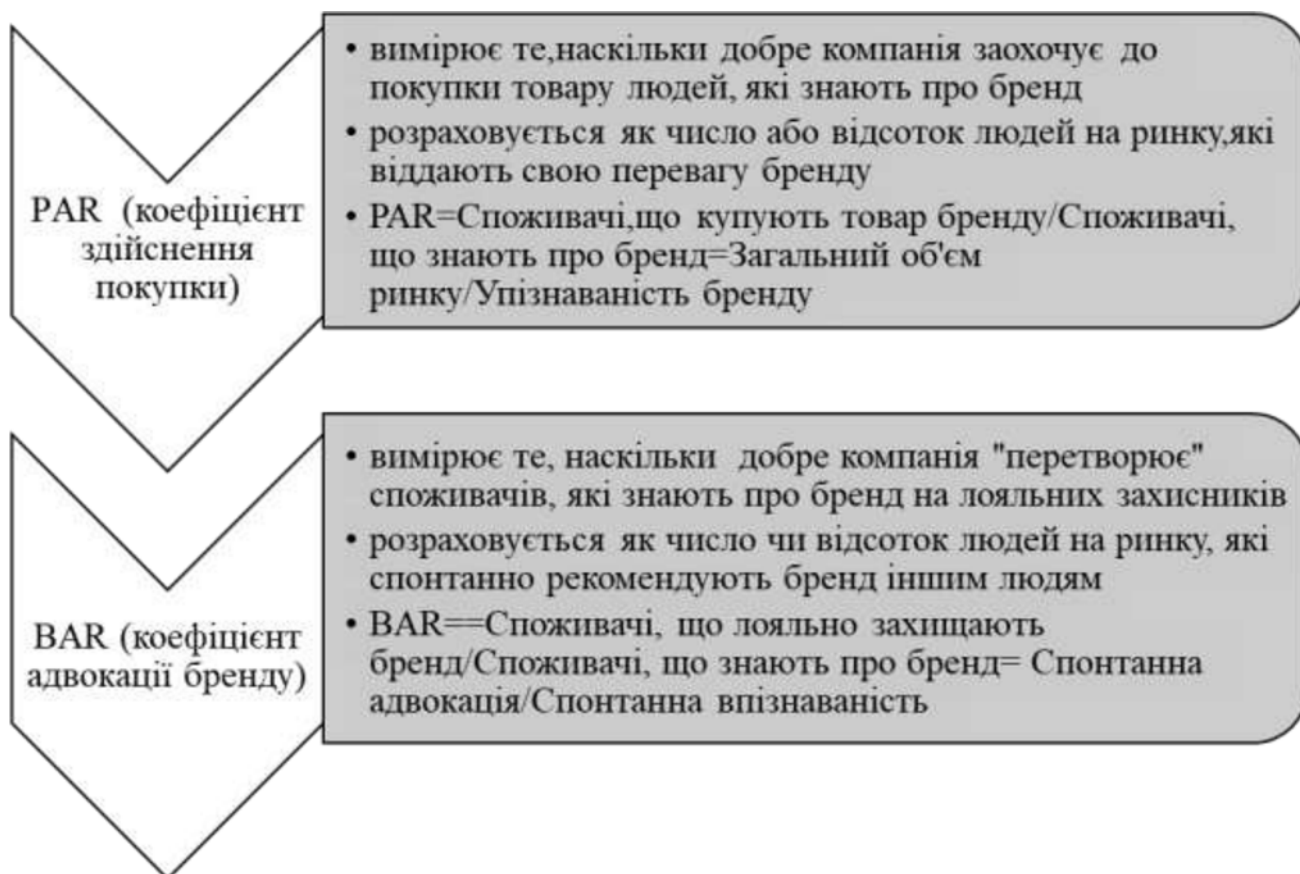 PAR (коефіцієнт
здійснення
покупки)
• вимірює те,наскільки добре компанія заохочує до
покупки товару людей, які знають про бренд
• розраховується як число або відсоток людей на ринку,які
віддають свою перевагу бренду
• PAR=Споживачі,що купують товар бренду/Споживачі,
що знають про бренд=Загальний об'єм
ринку/Упізнаваність бренду
BAR (коефіцієнт
адвокації бренду)
• вимірює те, наскільки добре компанія "перетворює"
споживачів, які знають про бренд на лояльних захисників
• розраховується як число чи відсоток людей на ринку, які
спонтанно рекомендують бренд іншим людям
• BAR==Споживачі, що лояльно захищають
бренд/Споживачі, що знають про бренд= Спонтанна
адвокація/Спонтанна впізнаваність